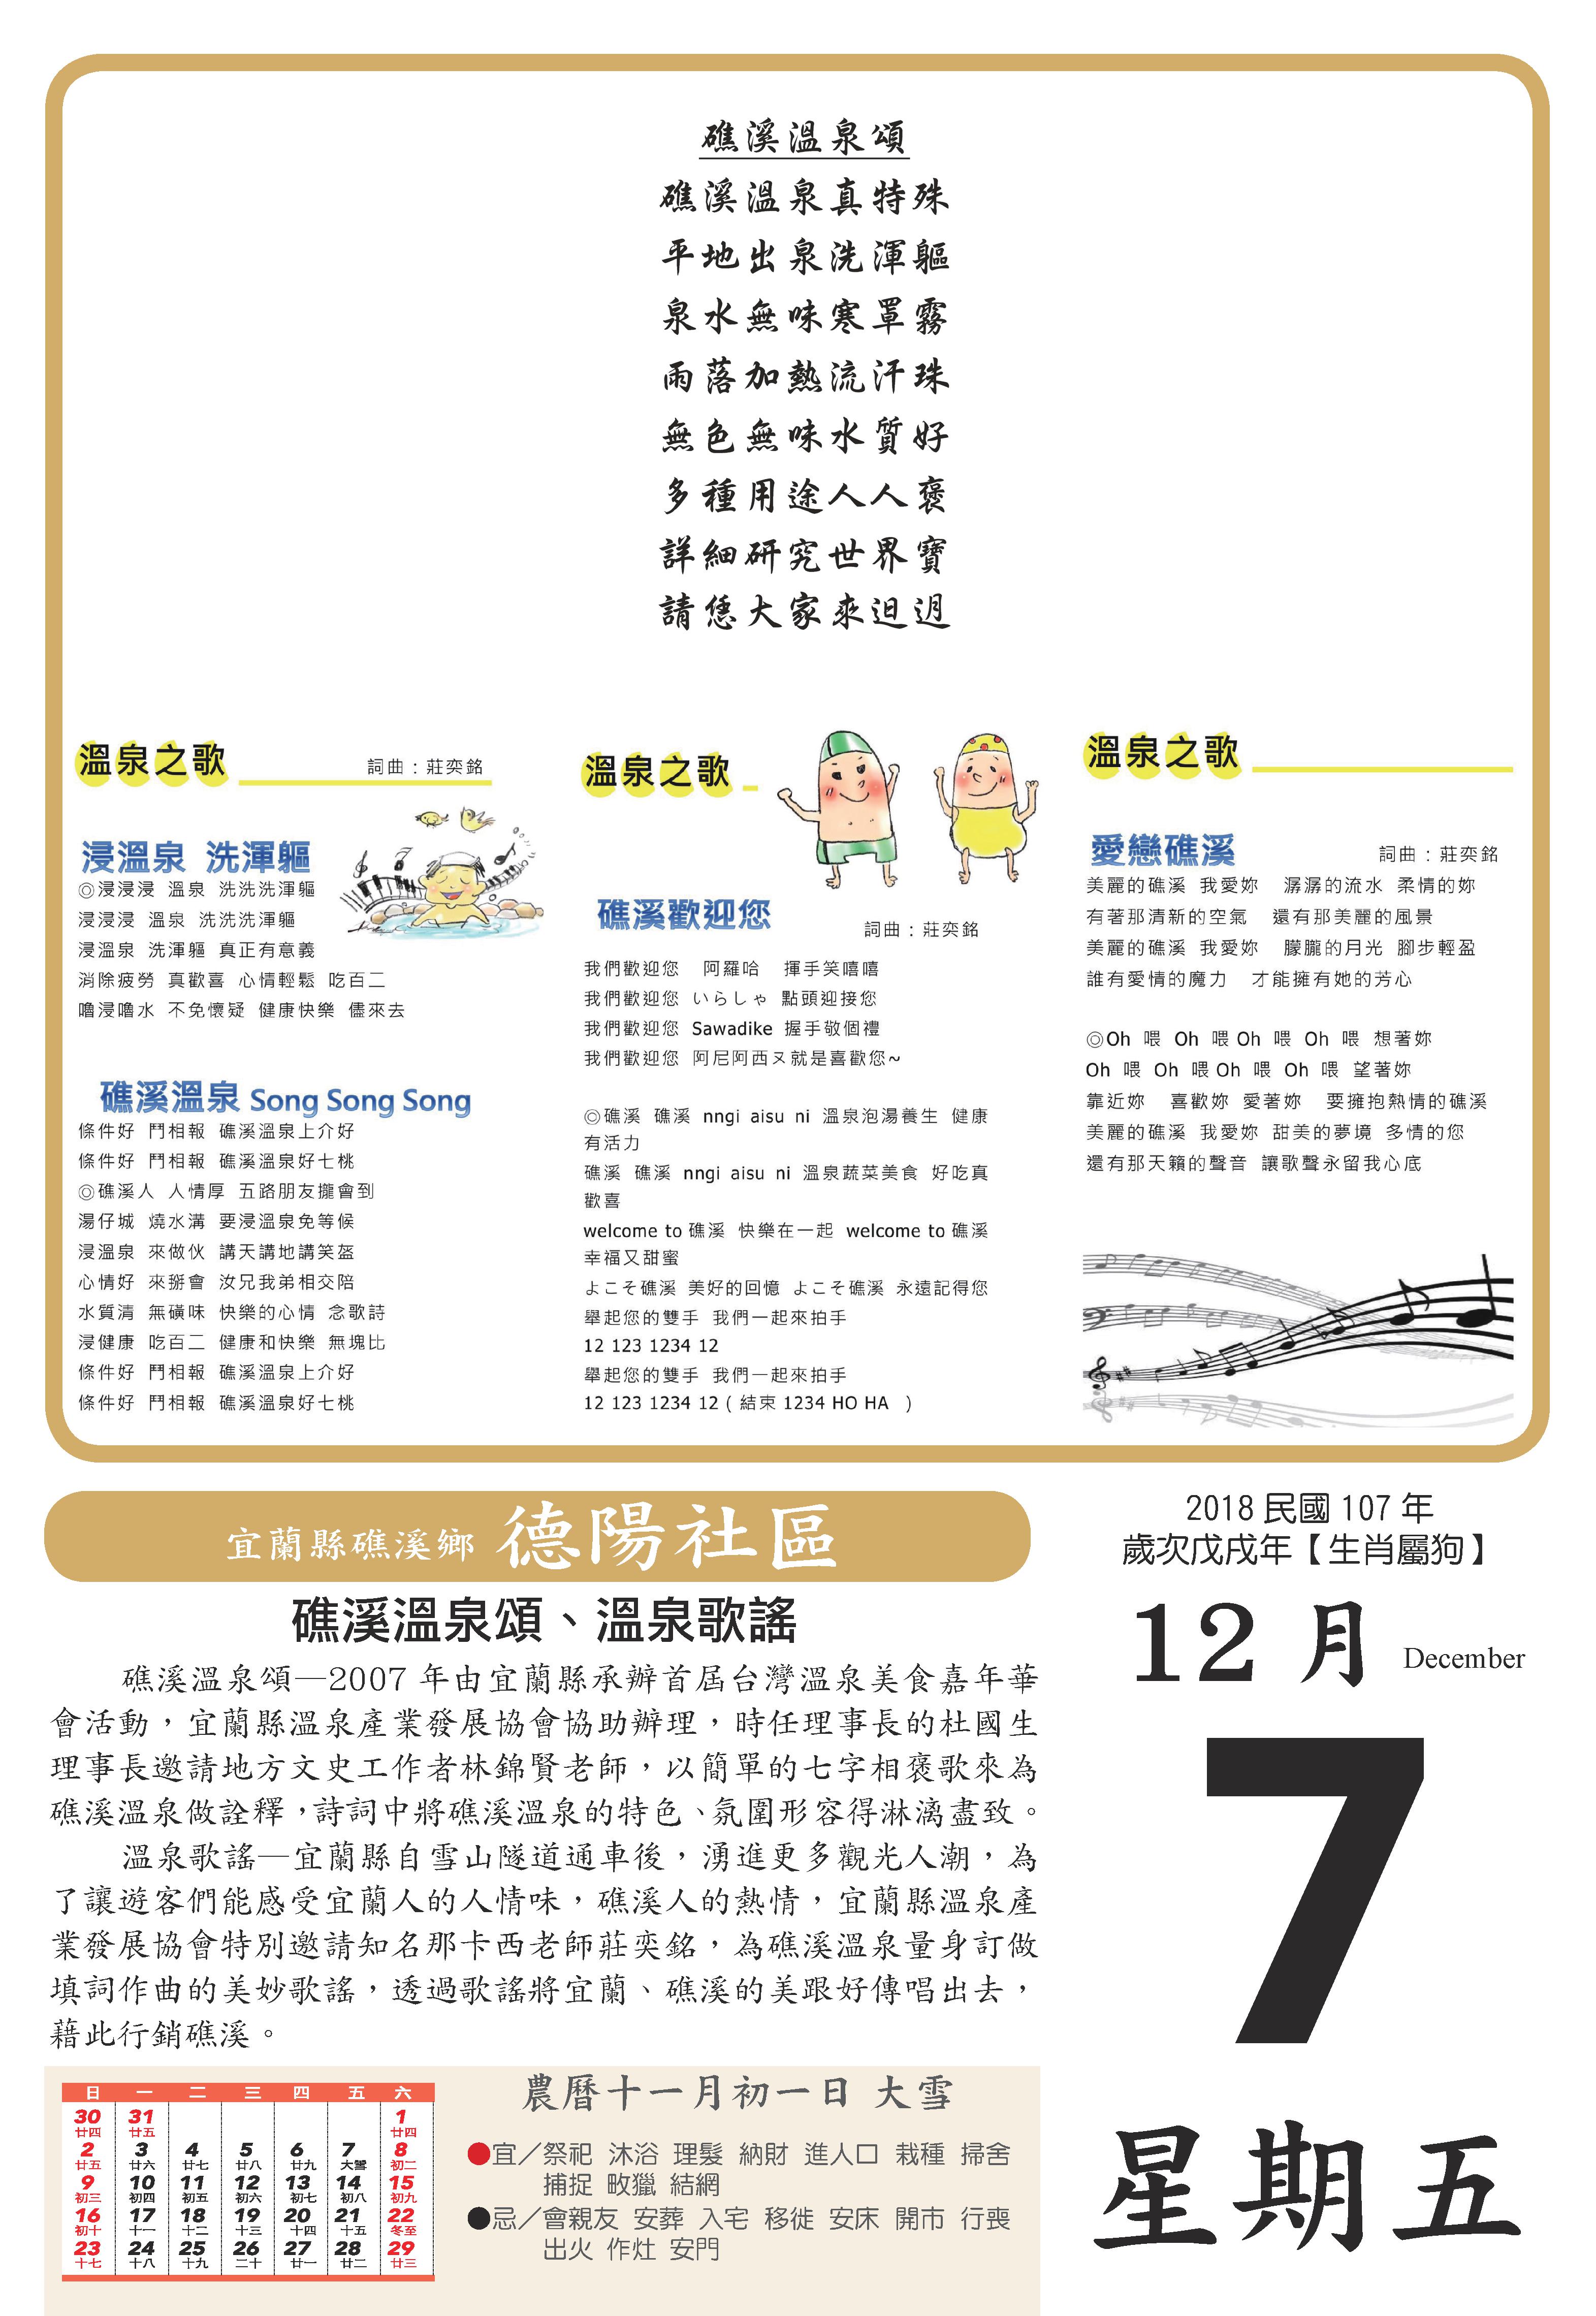 礁溪溫泉頌
礁溪溫泉真特殊
平地出泉洗渾軀
泉水無味寒罩霧
雨落加熱流汗珠
無色無味水質好
多種用途人人褒
詳細研究世界寶
請恁大家來迌迌
溫泉之歌
詞曲：莊奕銘
浸溫泉 洗渾軀
◎浸浸浸 溫泉 洗洗洗渾軀
浸浸浸 溫泉 洗洗洗渾軀
浸溫泉 洗渾軀 真正有意義
消除疲勞 真歡喜 心情輕鬆 吃百二
嚕浸嚕水 不免懷疑 健康快樂 儘來去
礁溪溫泉 Song Song Song
條件好 鬥相報 礁溪溫泉上介好
條件好 鬥相報 礁溪溫泉好七桃
◎礁溪人 人情厚 五路朋友攏會到
湯仔城 燒水溝 要浸溫泉免等候
浸溫泉 來做伙 講天講地講笑盔
心情好 來掰會 汝兄我弟相交陪
水質清 無磺味 快樂的心情 念歌詩
浸健康 吃百二 健康和快樂 無塊比
條件好 鬥相報 礁溪溫泉上介好
條件好 鬥相報 礁溪溫泉好七桃
溫泉之歌
礁溪歡迎您
詞曲：莊奕銘
我們歡迎您 阿羅哈 揮手笑嘻嘻
我們歡迎您 いらしゃ 點頭迎接您
我們歡迎您 Sawadike 握手敬個禮
我們歡迎您 阿尼阿西ヌ就是喜歡您~
◎礁溪 礁溪 nngi aisu ni 溫泉泡湯養生 健康
有活力
礁溪 礁溪 nngi aisu ni 溫泉蔬菜美食 好吃真
歡喜
welcome to 礁溪 快樂在一起 welcome to 礁溪
幸福又甜蜜
よこそ礁溪 美好的回憶 よこそ礁溪 永遠記得您
舉起您的雙手 我們一起來拍手
12 123 1234 12
舉起您的雙手 我們一起來拍手
12 123 1234 12 ( 結束 1234 HO HA )
溫泉之歌
愛戀礁溪
詞曲：莊奕銘
美麗的礁溪 我愛妳 潺潺的流水 柔情的妳
有著那清新的空氣 還有那美麗的風景
美麗的礁溪 我愛妳 朦朧的月光 腳步輕盈
誰有愛情的魔力 才能擁有她的芳心
◎Oh 喂 Oh 喂 Oh 喂 Oh 喂 想著妳
Oh 喂 Oh 喂 Oh 喂 Oh 喂 望著妳
靠近妳 喜歡妳 愛著妳 要擁抱熱情的礁溪
美麗的礁溪 我愛妳 甜美的夢境 多情的您
還有那天籟的聲音 讓歌聲永留我心底
宜蘭縣礁溪鄉 德陽社區
礁溪溫泉頌、溫泉歌謠
礁溪溫泉頌─2007 年由宜蘭縣承辦首屆台灣溫泉美食嘉年華
會活動，宜蘭縣溫泉產業發展協會協助辦理，時任理事長的杜國生
理事長邀請地方文史工作者林錦賢老師，以簡單的七字相褒歌來為
礁溪溫泉做詮釋，詩詞中將礁溪溫泉的特色、氛圍形容得淋漓盡致。
溫泉歌謠─宜蘭縣自雪山隧道通車後，湧進更多觀光人潮，為
了讓遊客們能感受宜蘭人的人情味，礁溪人的熱情，宜蘭縣溫泉產
業發展協會特別邀請知名那卡西老師莊奕銘，為礁溪溫泉量身訂做
填詞作曲的美妙歌謠，透過歌謠將宜蘭、礁溪的美跟好傳唱出去，
藉此行銷礁溪。
2018 民國 107 年
歲次戊戌年【生肖屬狗】
12 月 December
7
星期五
日 一 二 三 四 五 六
30 31 1
廿四 廿五 廿四
2 3 4 5 6 7 8
廿五 廿六 廿七 廿八 廿九 大雪 初二
9 10 11 12 13 14 15
初三 初四 初五 初六 初七 初八 初九
16 17 18 19 20 21 22
初十 十一 十二 十三 十四 十五 冬至
23 24 25 26 27 28 29
十七 十八 十九 二十 廿一 廿二 廿三
農曆十一月初一日 大雪
●宜／祭祀 沐浴 理髮 納財 進人口 栽種 掃舍
捕捉 畋獵 結網
●忌／會親友 安葬 入宅 移徙 安床 開市 行喪
出火 作灶 安門